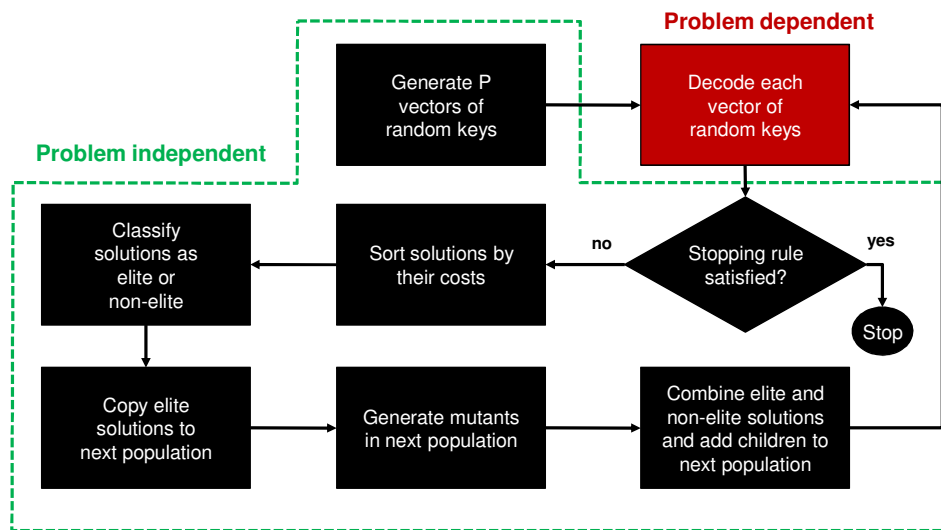 Problem dependent
Generate P
vectors of
random keys
Decode each
vector of
random keys
Problem independent
Classify
solutions as
elite or
non-elite
Sort solutions by
their costs
no
Stopping rule
satisfied?
yes
Stop
Copy elite
solutions to
next population
Generate mutants
in next population
Combine elite and
non-elite solutions
and add children to
next population